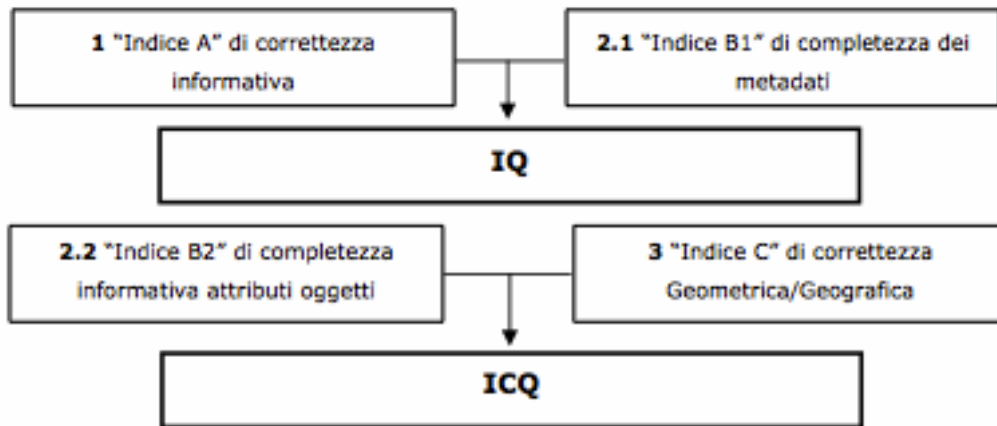 1 "Indice A" di correttezza
informativa
2.1 "Indice B1" di completezza dei
metadati
IQ
2.2 "Indice B2" di completezza
informativa attributi oggetti
3 "Indice C" di correttezza
Geometrica/Geografica
ICQ